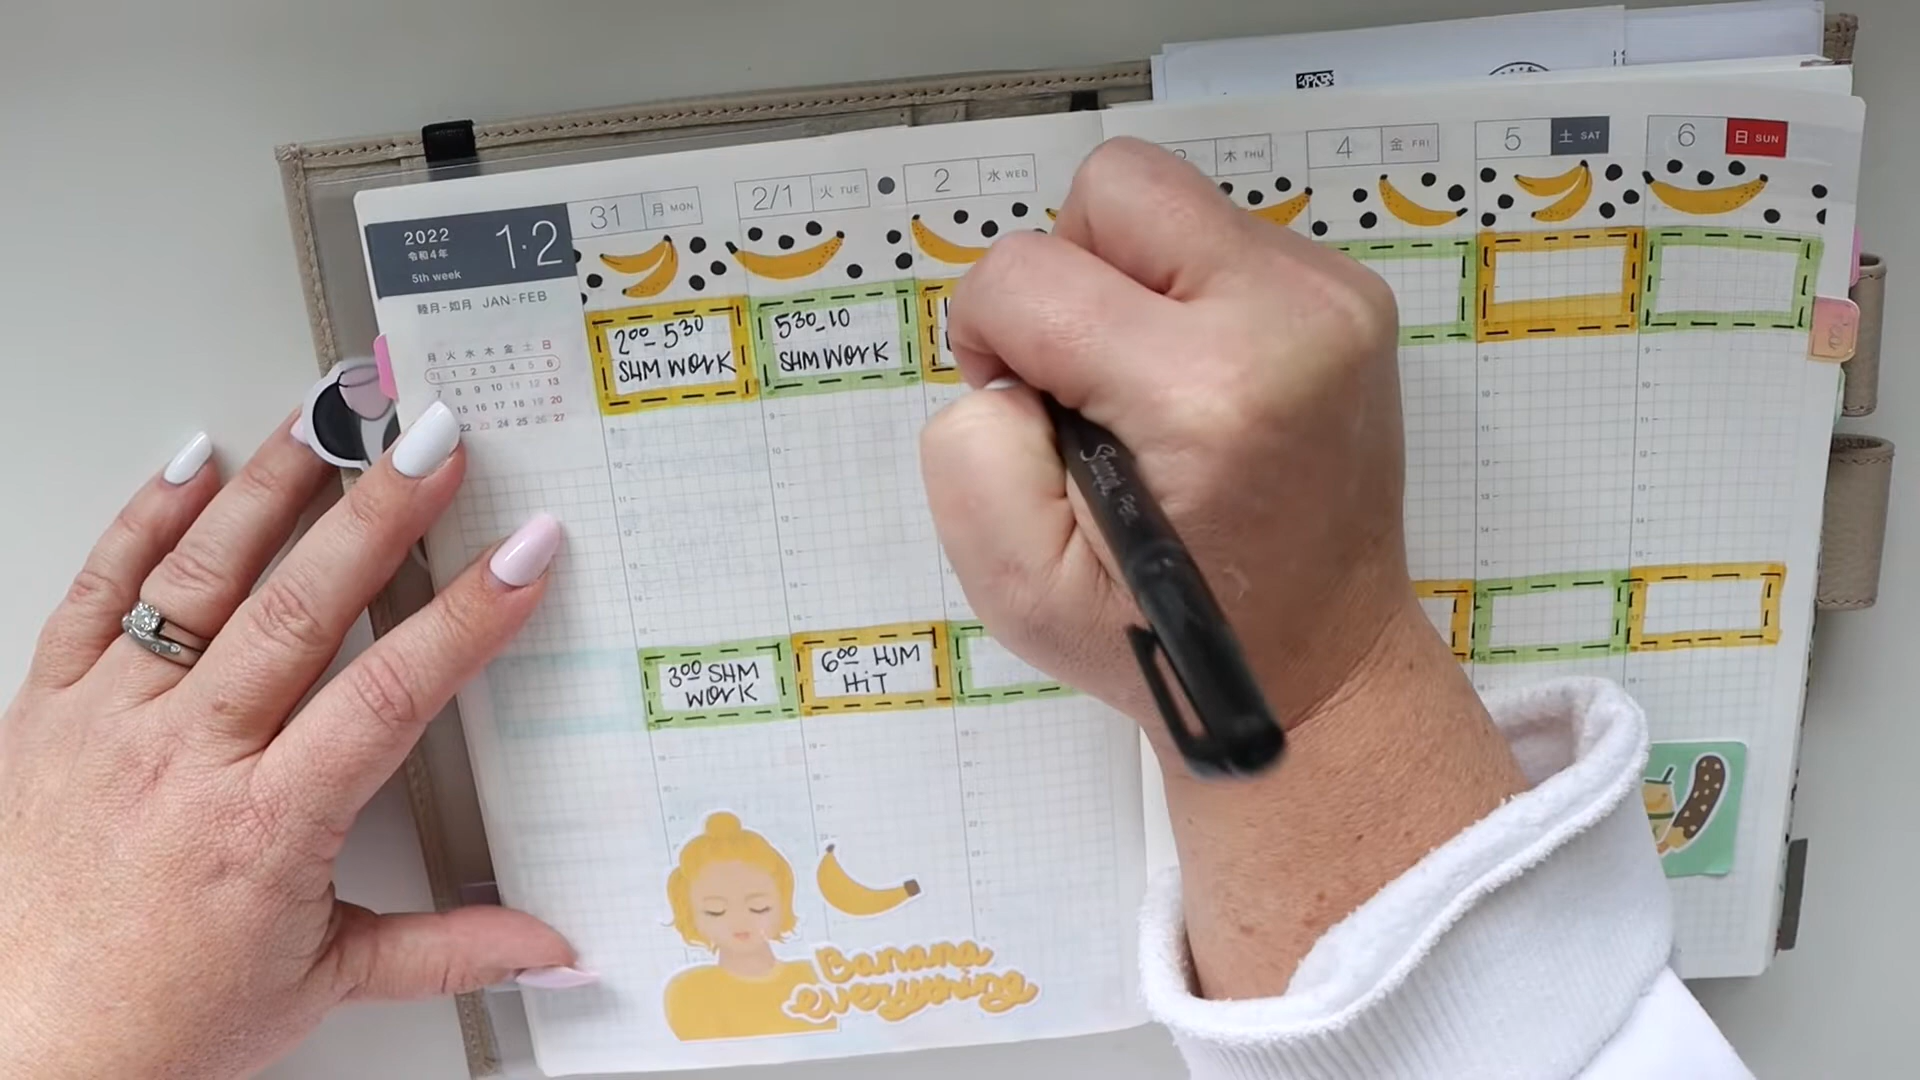 2022
令和4年
5th week
1·2
睦月-如月 JAN-FEB
月 火 水 木 金 土 日
31 1 2 3 4 5 6
7 8 9 10 11 12 13
15 16 17 18 19 20
22 23 24 25 26 27
31 月 MON
2/1 火 TUE
2 水 WED
木 THU
4 金 FRI
5 土 SAT
6 日 SUN
2⁰⁰-5³⁰
SHM WORK
5³⁰-10
SHM WORK
3⁰⁰ SHM
WORK
6⁰⁰ HJM
HiT
Banana
everything